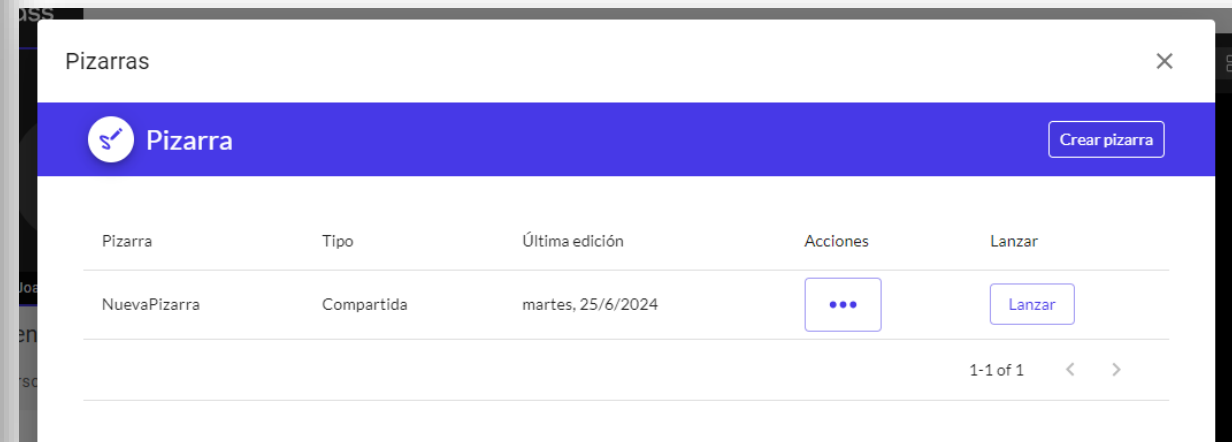 ass
Pizarras
Pizarra
Crear pizarra
Pizarra Tipo Última edición Acciones Lanzar
NuevaPizarra Compartida martes, 25/6/2024 Lanzar
1-1 of 1